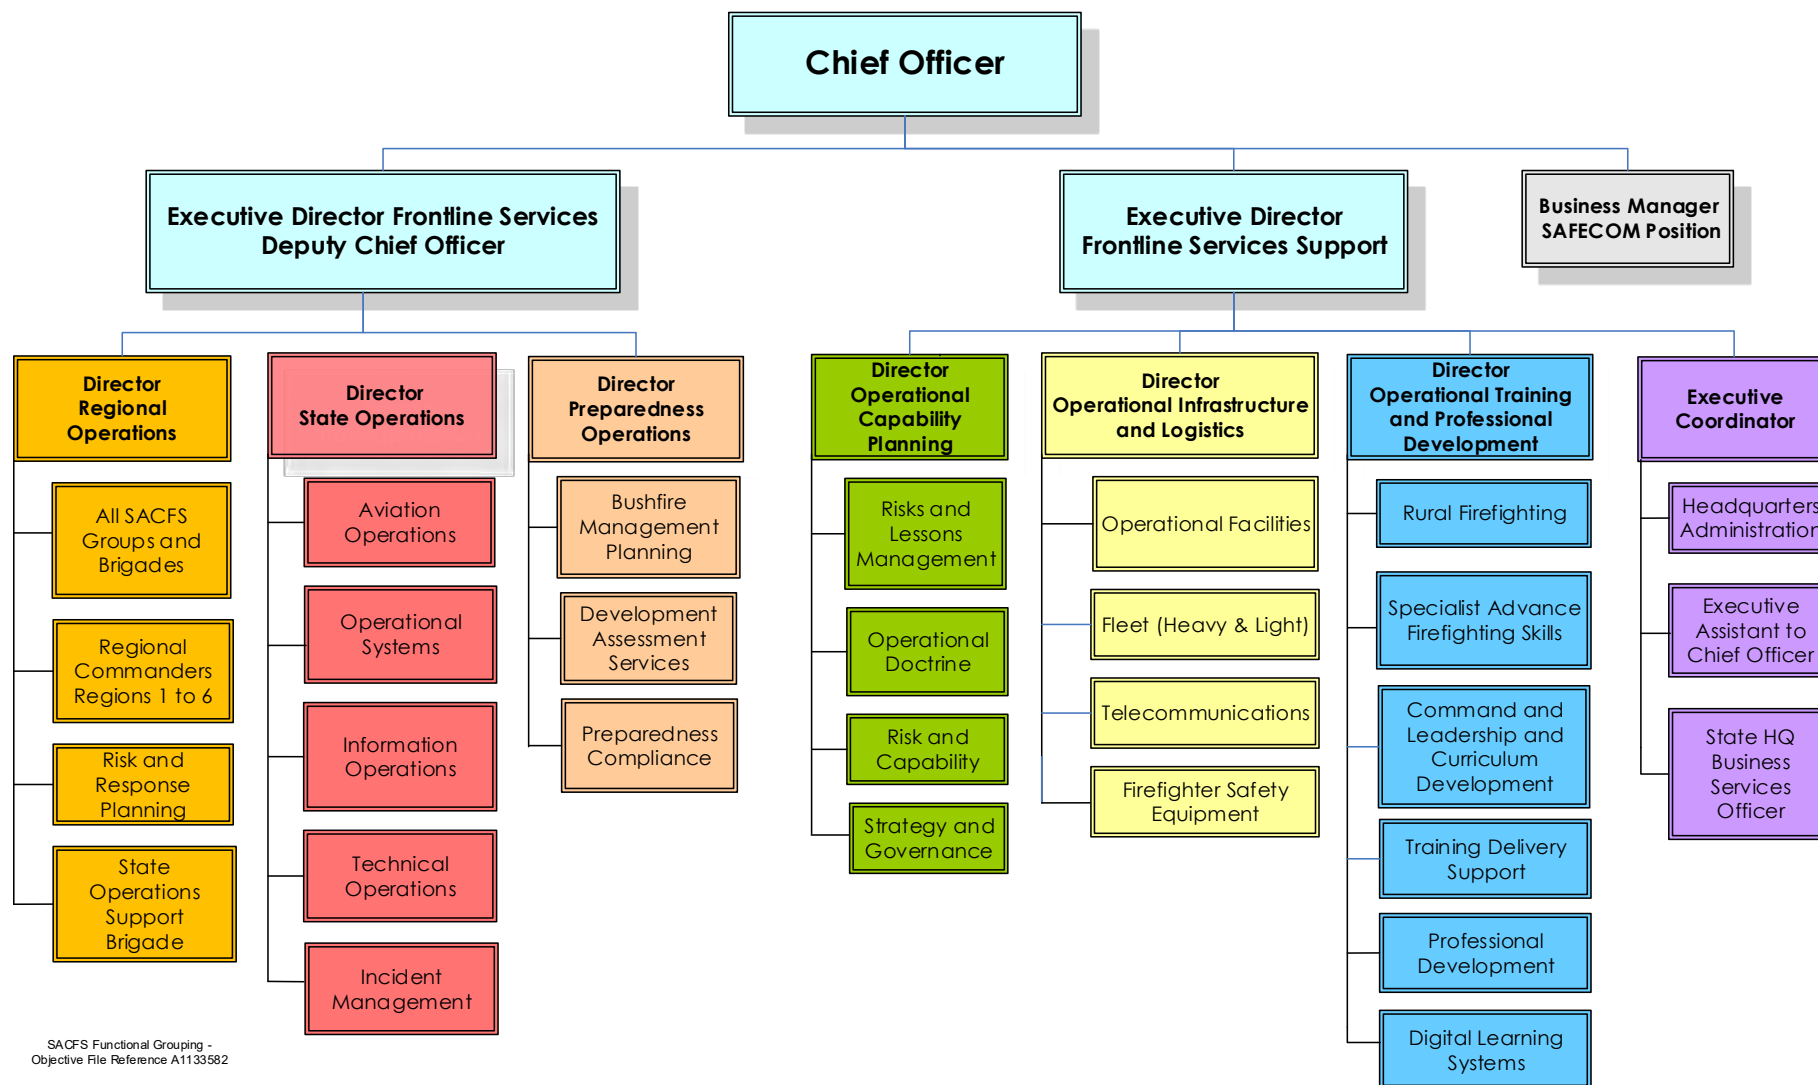 Chief Officer
Executive Director Frontline Services
Deputy Chief Officer
Executive Director
Frontline Services Support
Business Manager
SAFECOM Position
Director
Regional
Operations
All SACFS
Groups and
Brigades
Regional
Commanders
Regions 1 to 6
Risk and
Response
Planning
State
Operations
Support
Brigade
Director
State Operations
Aviation
Operations
Operational
Systems
Information
Operations
Technical
Operations
Incident
Management
Director
Preparedness
Operations
Bushfire
Management
Planning
Development
Assessment
Services
Preparedness
Compliance
Director
Operational
Capability
Planning
Risks and
Lessons
Management
Operational
Doctrine
Risk and
Capability
Strategy and
Governance
Director
Operational Infrastructure
and Logistics
Operational Facilities
Fleet (Heavy & Light)
Telecommunications
Firefighter Safety
Equipment
Director
Operational Training
and Professional
Development
Rural Firefighting
Specialist Advance
Firefighting Skills
Command and
Leadership and
Curriculum
Development
Training Delivery
Support
Professional
Development
Digital Learning
Systems
Executive
Coordinator
Headquarters
Administration
Executive
Assistant to
Chief Officer
State HQ
Business
Services
Officer
SACFS Functional Grouping -
Objective File Reference A1133582